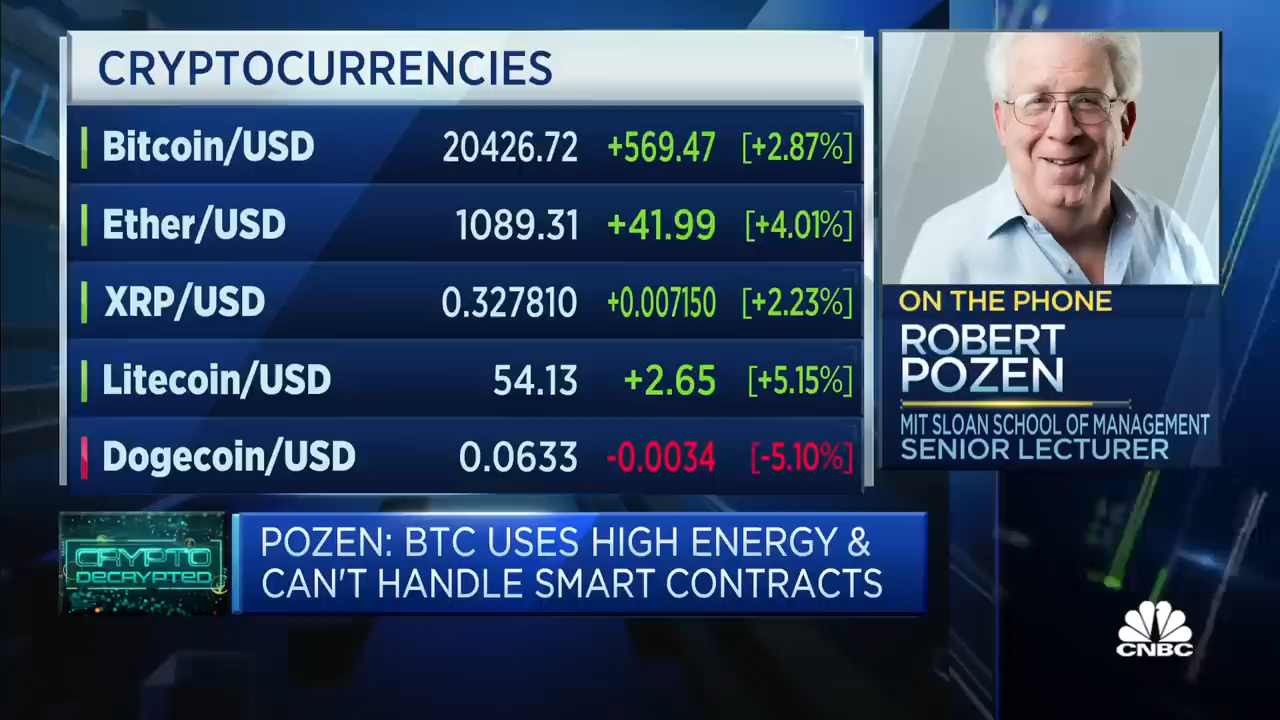 CRYPTOCURRENCIES
Bitcoin/USD 20426.72 +569.47 [+2.87%]
Ether/USD 1089.31 +41.99 [+4.01%]
XRP/USD 0.327810 +0.007150 [+2.23%]
Litecoin/USD 54.13 +2.65 [+5.15%]
Dogecoin/USD 0.0633 -0.0034 [-5.10%]
ON THE PHONE
ROBERT
POZEN
MIT SLOAN SCHOOL OF MANAGEMENT
SENIOR LECTURER
CRYPTO
DECRYPTED
POZEN: BTC USES HIGH ENERGY &
CAN'T HANDLE SMART CONTRACTS
CNBC